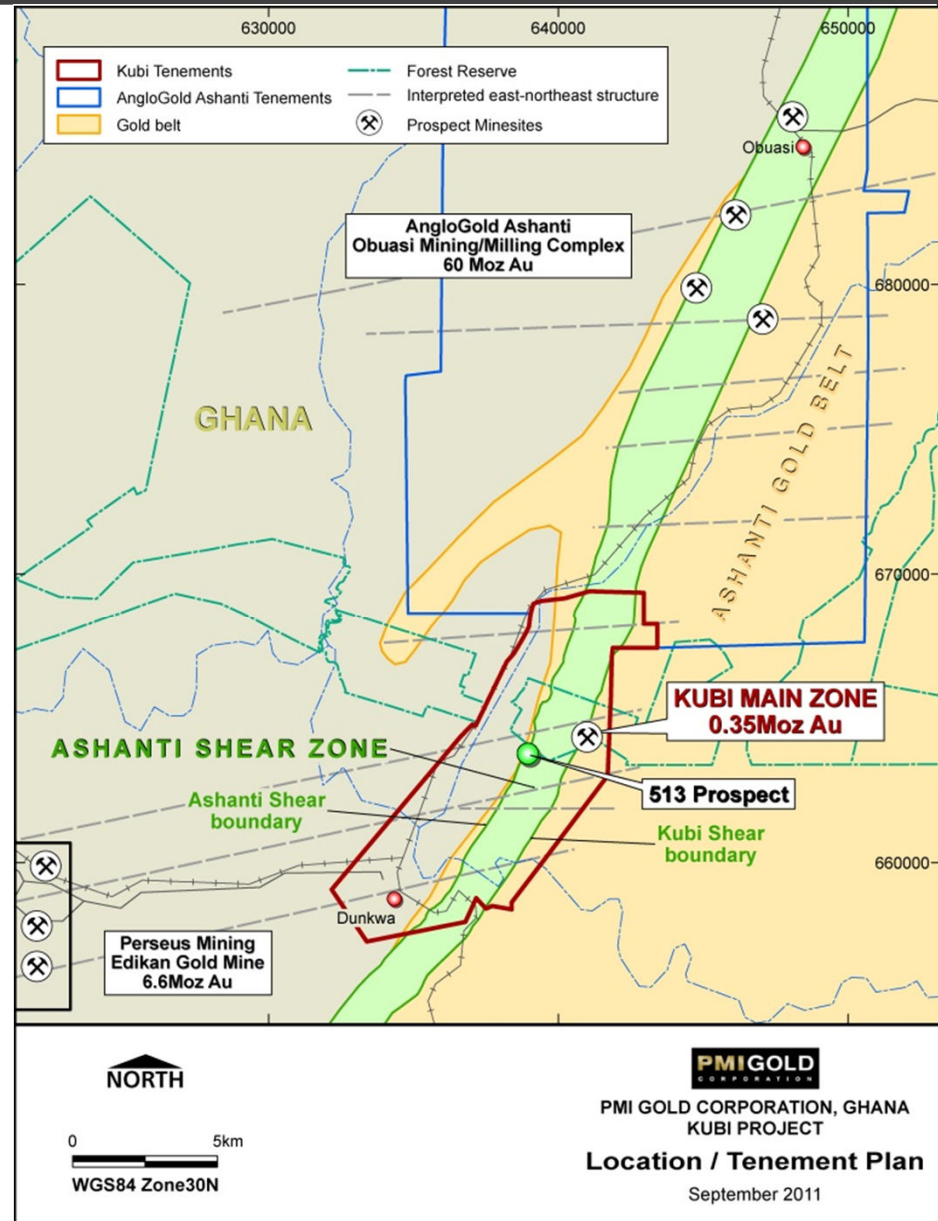 630000
640000
650000
Kubi Tenements
AngloGold Ashanti Tenements
Gold belt
Forest Reserve
Interpreted east-northeast structure
Prospect Minesites
Obuasi
AngloGold Ashanti
Obuasi Mining/Milling Complex
60 Moz Au
680000
GHANA
ASHANTI GOLD BELT
670000
KUBI MAIN ZONE
0.35Moz Au
ASHANTI SHEAR ZONE
513 Prospect
Ashanti Shear
boundary
Kubi Shear
boundary
660000
Dunkwa
Perseus Mining
Edikan Gold Mine
6.6Moz Au
NORTH
0 5km
WGS84 Zone30N
PMIGOLD
CORPORATION
PMI GOLD CORPORATION, GHANA
KUBI PROJECT
Location / Tenement Plan
September 2011